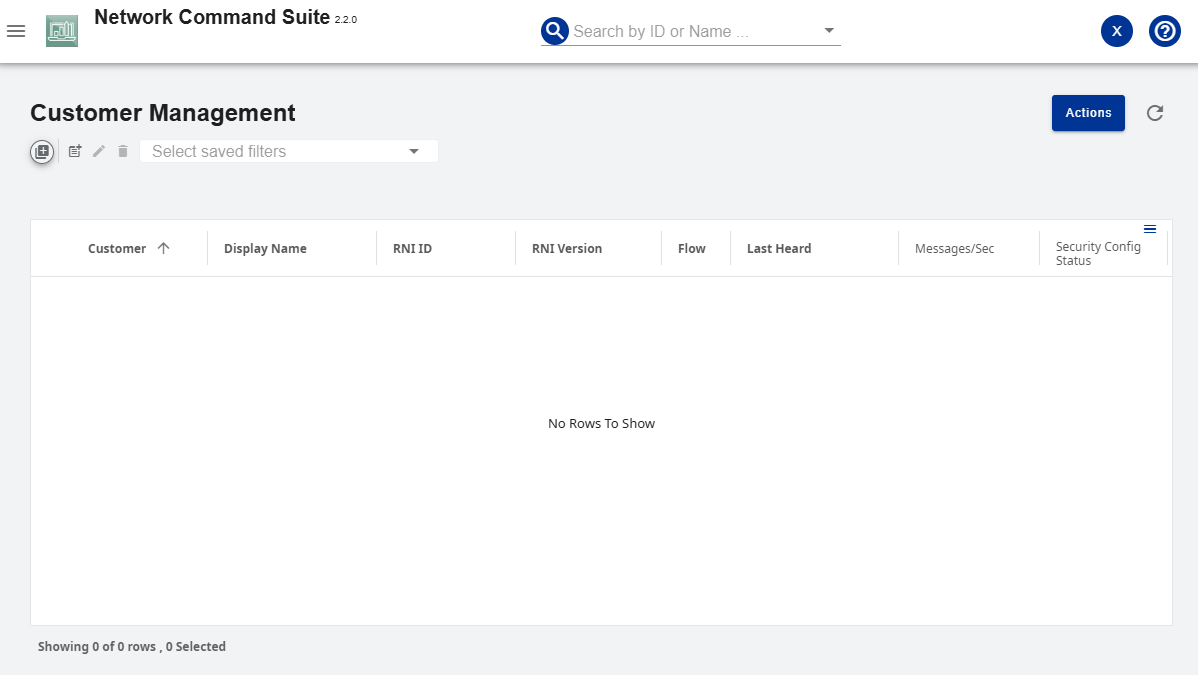 Network Command Suite 2.2.0
Search by ID or Name ...
X
?
Customer Management
Actions
Select saved filters
Customer
Display Name
RNI ID
RNI Version
Flow
Last Heard
Messages/Sec
Security Config
Status
No Rows To Show
Showing 0 of 0 rows , 0 Selected